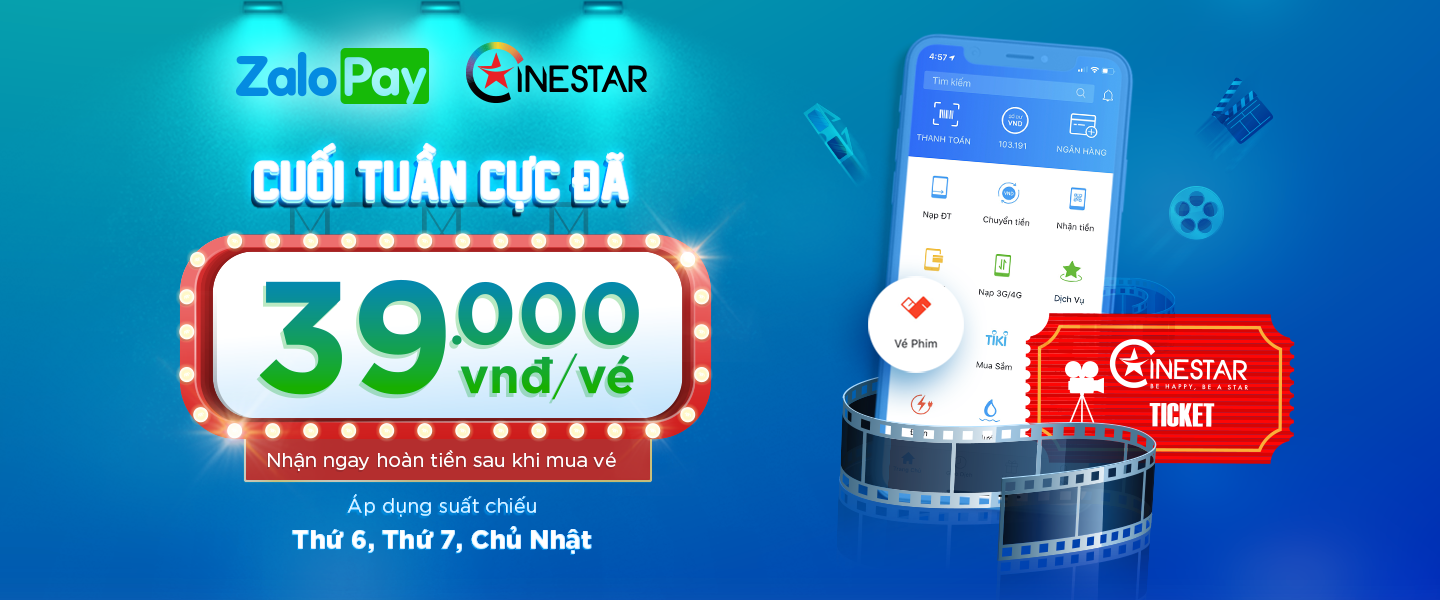 ZaloPay CINESTAR
CUỐI TUẦN CỰC ĐÃ
39.000
vnđ/vé
Nhận ngay hoàn tiền sau khi mua vé
Áp dụng suất chiếu
Thứ 6, Thứ 7, Chủ Nhật
4:57
Tìm kiếm
SỐ DƯ
VND
THANH TOÁN 103.191 NGÂN HÀNG
Nạp ĐT Chuyển tiền Nhận tiền
VND
Nạp 3G/4G Dịch Vụ
Vé Phim
TIKI
Mua Sắm
CINESTAR
BE HAPPY, BE A STAR
TICKET